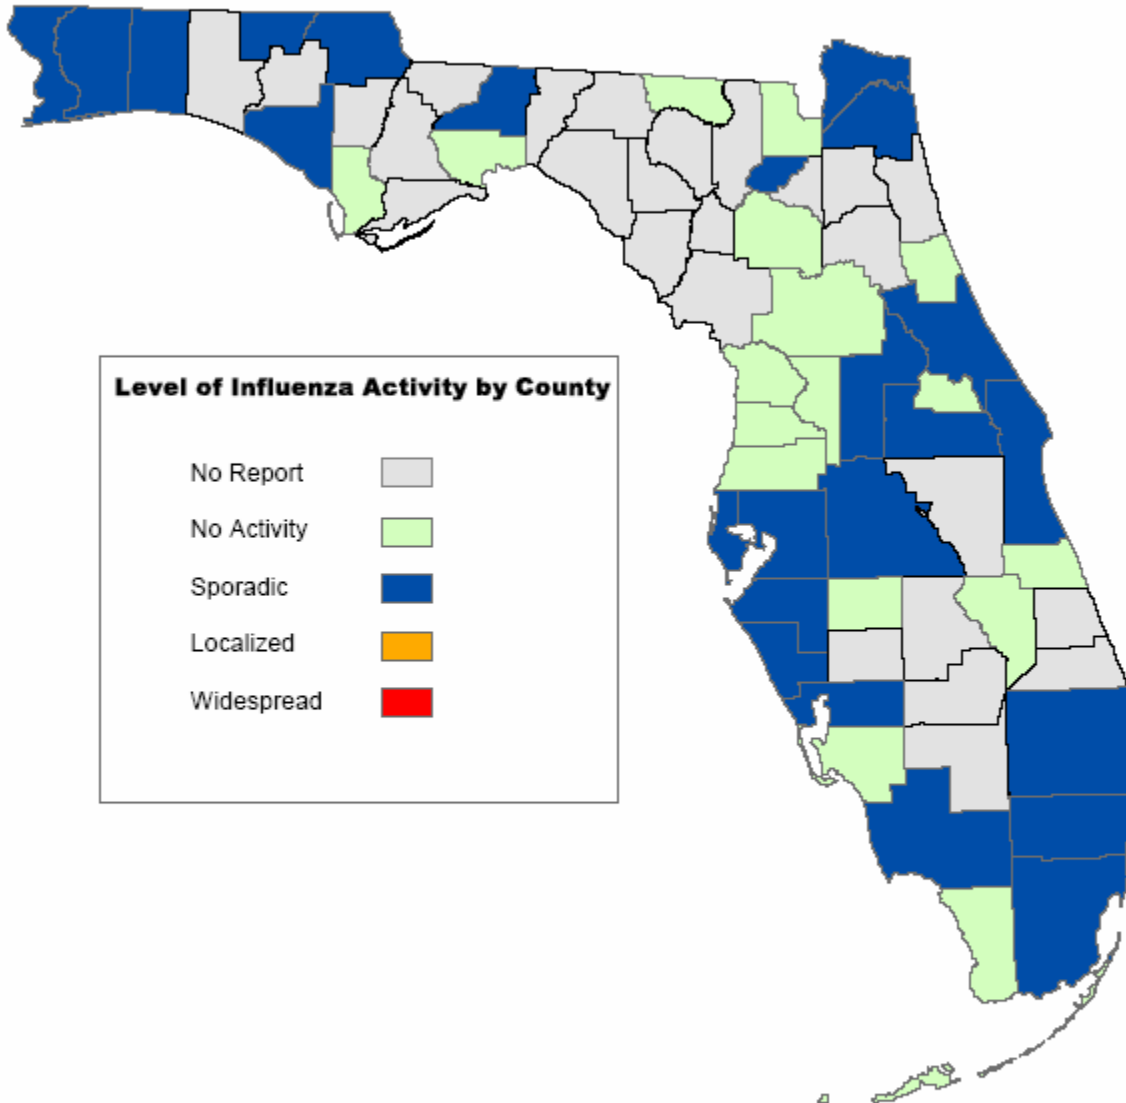 Level of Influenza Activity by County
No Report
No Activity
Sporadic
Localized
Widespread